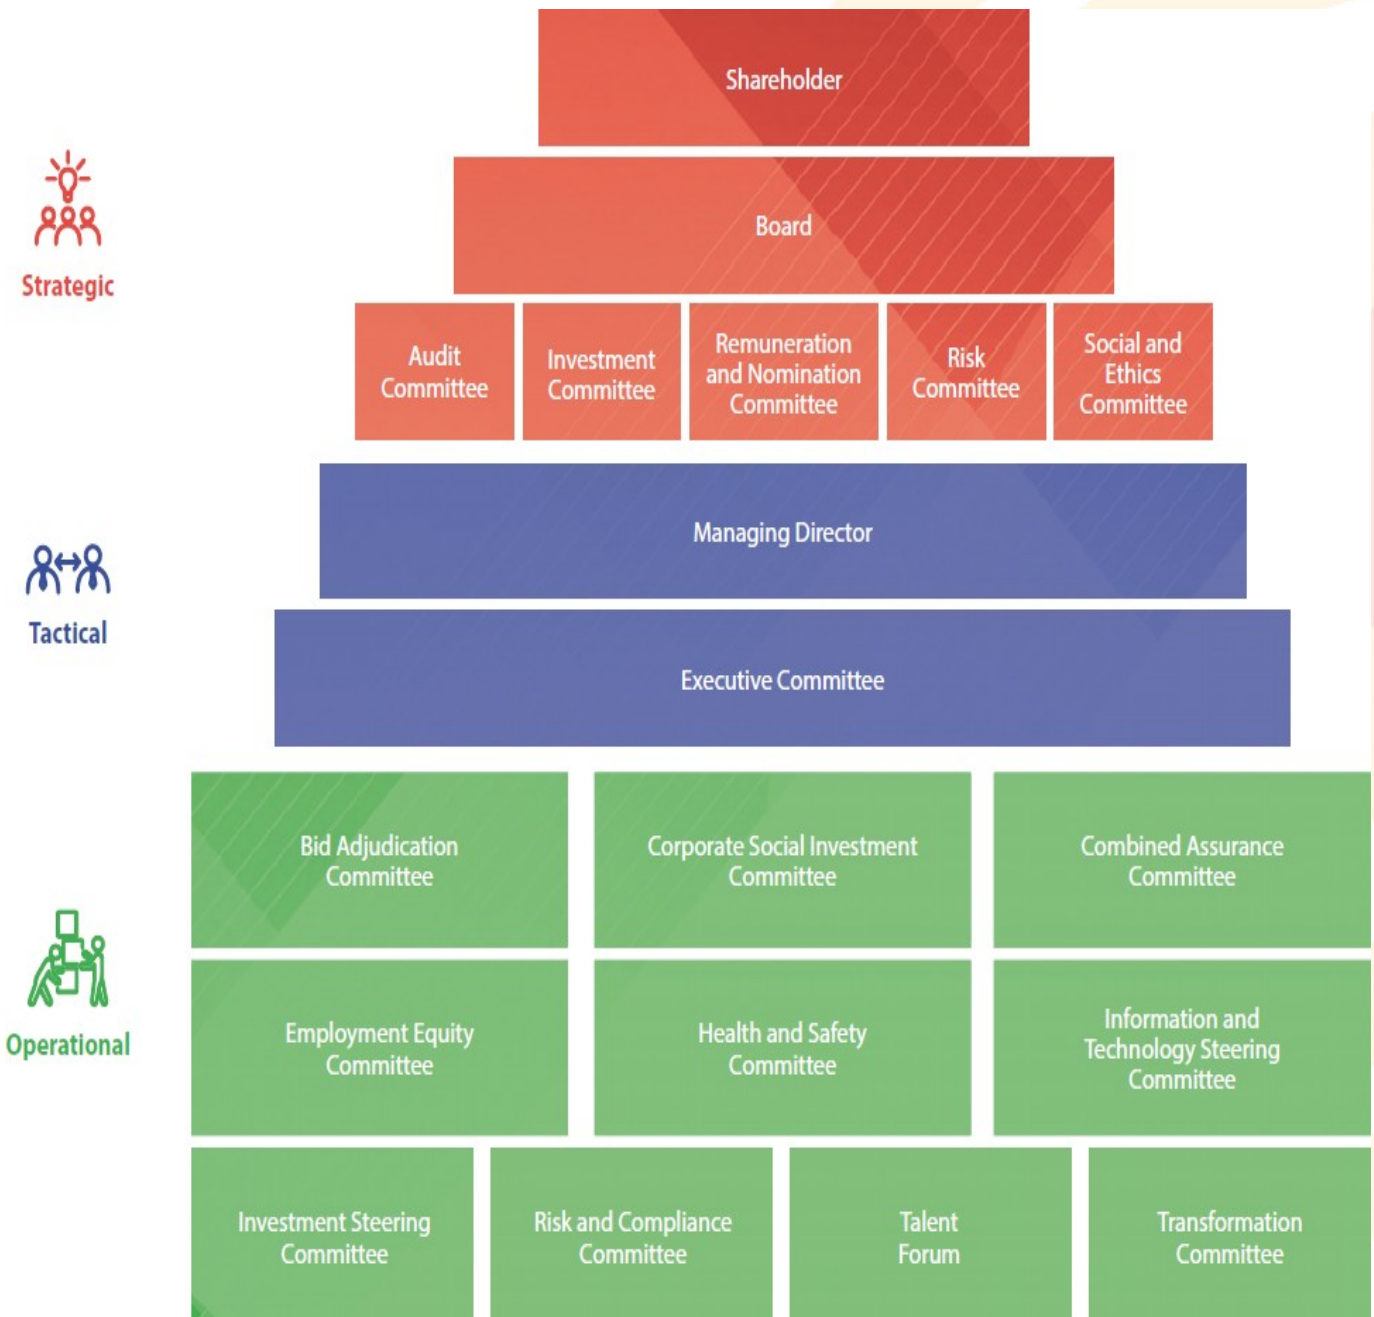 Shareholder
Board
Strategic
Audit
Committee
Investment
Committee
Remuneration
and Nomination
Committee
Risk
Committee
Social and
Ethics
Committee
Managing Director
Tactical
Executive Committee
Bid Adjudication
Committee
Corporate Social Investment
Committee
Combined Assurance
Committee
Operational
Employment Equity
Committee
Health and Safety
Committee
Information and
Technology Steering
Committee
Investment Steering
Committee
Risk and Compliance
Committee
Talent
Forum
Transformation
Committee